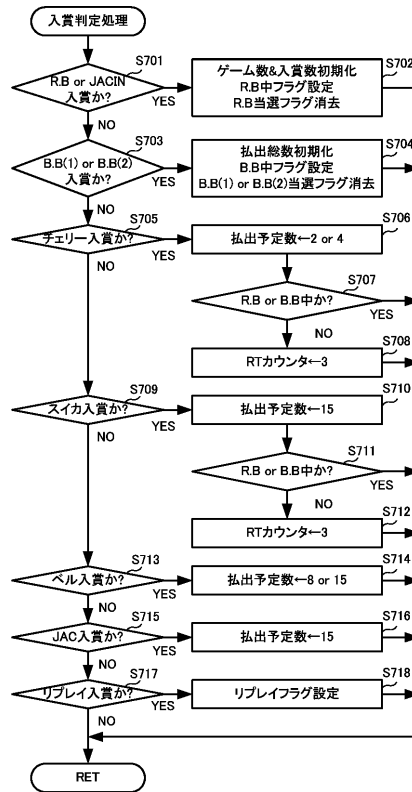 入賞判定処理
S701
R.B or JACIN
入賞か?
YES
NO
S702
ゲーム数&入賞数初期化
R.B中フラグ設定
R.B当選フラグ消去
S703
B.B(1) or B.B(2)
入賞か?
YES
NO
S704
払出総数初期化
B.B中フラグ設定
B.B(1) or B.B(2)当選フラグ消去
S705
チェリー入賞か?
YES
NO
S706
払出予定数←2 or 4
S707
R.B or B.B中か?
YES
NO
S708
RTカウンタ←3
S709
スイカ入賞か?
YES
NO
S710
払出予定数←15
S711
R.B or B.B中か?
YES
NO
S712
RTカウンタ←3
S713
ベル入賞か?
YES
NO
S714
払出予定数←8 or 15
S715
JAC入賞か?
YES
NO
S716
払出予定数←15
S717
リプレイ入賞か?
YES
NO
S718
リプレイフラグ設定
RET